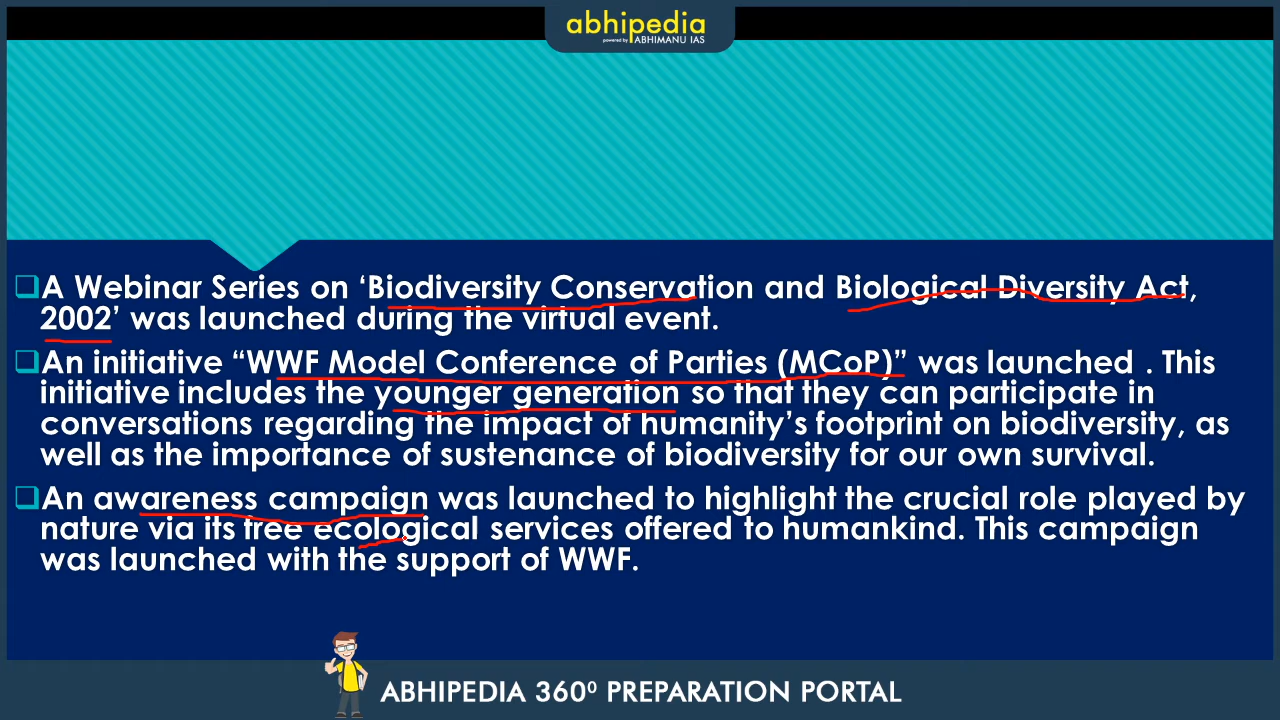 abhipedia
powered by ABHIMANU IAS
A Webinar Series on ‘Biodiversity Conservation and Biological Diversity Act,
2002’ was launched during the virtual event.
An initiative “WWF Model Conference of Parties (MCoP)” was launched . This
initiative includes the younger generation so that they can participate in
conversations regarding the impact of humanity’s footprint on biodiversity, as
well as the importance of sustenance of biodiversity for our own survival.
An awareness campaign was launched to highlight the crucial role played by
nature via its free ecological services offered to humankind. This campaign
was launched with the support of WWF.
ABHIPEDIA 360⁰ PREPARATION PORTAL